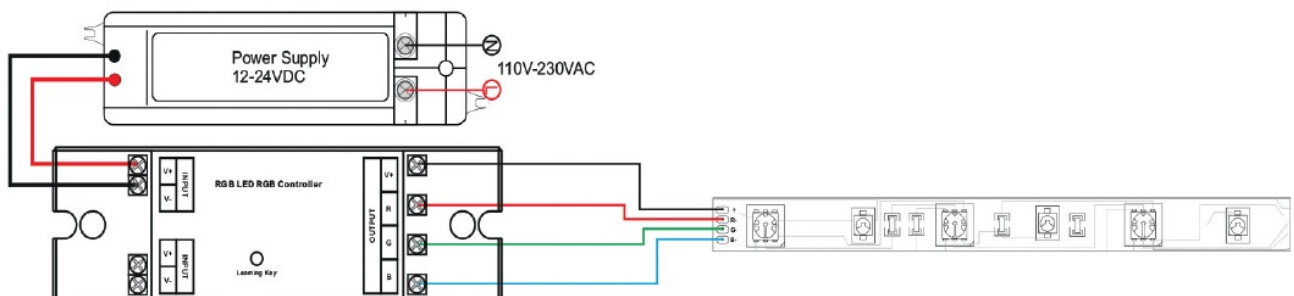 Power Supply
12-24VDC
N
L
110V-230VAC
V+
V-
INPUT
RGB LED RGB Controller
V+
R
G
B
OUTPUT
V+
V-
INPUT
Learning Key
+
R-
G-
B-